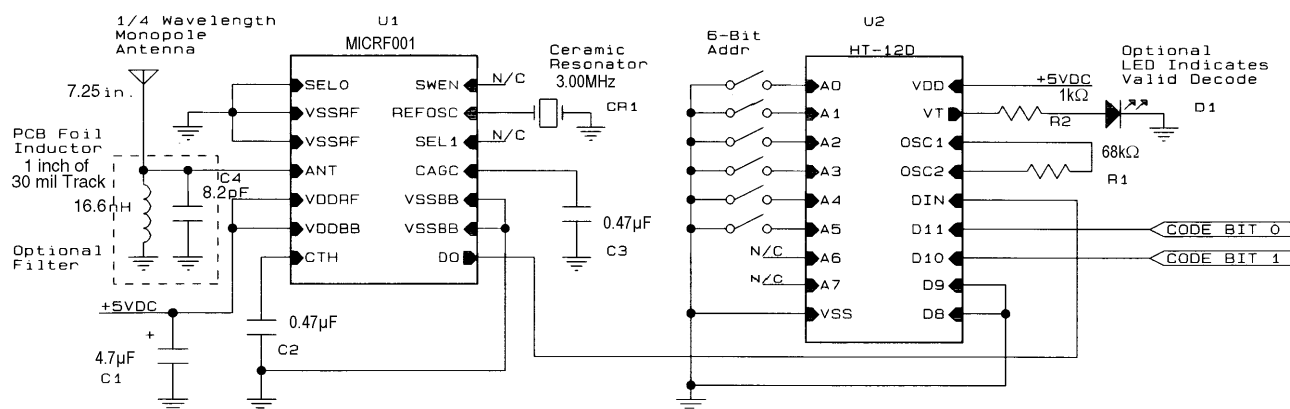 1/4 Wavelength
Monopole
Antenna
7.25 in.
PCB Foil
Inductor
1 inch of
30 mil Track
16.6nH
C4
8.2pF
Optional
Filter
+5VDC
+
4.7µF
C1
0.47µF
C2
U1
MICRF001
SEL0
VSSRF
VSSRF
ANT
VDDRF
VDDBB
CTH
SWEN
REFOSC
SEL1
CAGC
VSSBB
VSSBB
DO
N/C
N/C
Ceramic
Resonator
3.00MHz
CR1
0.47µF
C3
6-Bit
Addr
U2
HT-12D
A0
A1
A2
A3
A4
A5
A6
A7
VSS
N/C
N/C
VDD
VT
OSC1
OSC2
DIN
D11
D10
D9
D8
+5VDC
1kΩ
R2
68kΩ
R1
Optional
LED Indicates
Valid Decode
D1
CODE BIT 0
CODE BIT 1